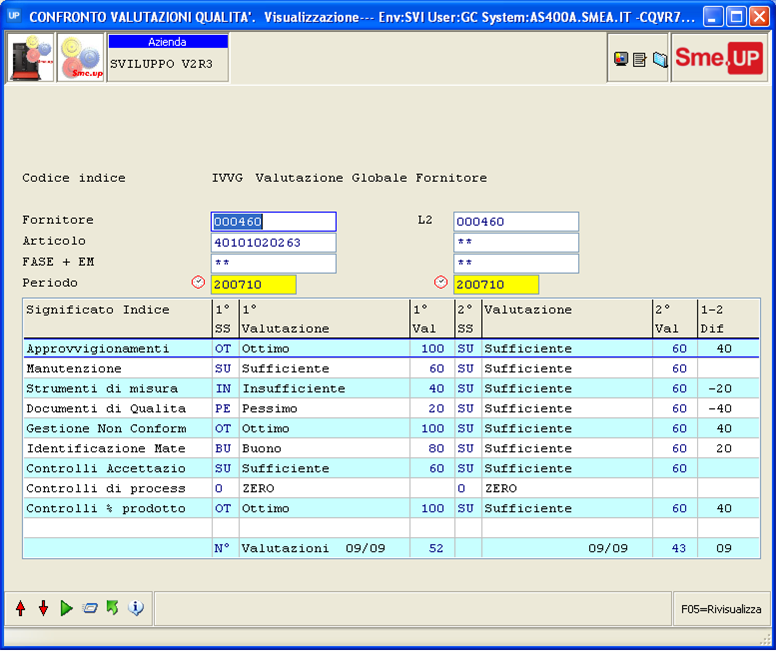 UP CONFRONTO VALUTAZIONI QUALITA'. Visualizzazione--- Env:SVI User:GC System:AS400A.SMEA.IT -CQVR7...
Azienda
SVILUPPO V2R3
Sme.up
Sme.UP
Codice indice IVVG Valutazione Globale Fornitore
Fornitore 000460 L2 000460
Articolo 40101020263 **
FASE + EM ** **
Periodo 200710 200710
Significato Indice 1° 1° 1° 2° Valutazione 2° 1-2
SS Valutazione Val SS Val Dif
Approvvigionamenti OT Ottimo 100 SU Sufficiente 60 40
Manutenzione SU Sufficiente 60 SU Sufficiente 60
Strumenti di misura IN Insufficiente 40 SU Sufficiente 60 -20
Documenti di Qualita PE Pessimo 20 SU Sufficiente 60 -40
Gestione Non Conform OT Ottimo 100 SU Sufficiente 60 40
Identificazione Mate BU Buono 80 SU Sufficiente 60 20
Controlli Accettazio SU Sufficiente 60 SU Sufficiente 60
Controlli di process 0 ZERO 0 ZERO
Controlli % prodotto OT Ottimo 100 SU Sufficiente 60 40
N° Valutazioni 09/09 52 09/09 43 09
F05=Rivisualizza